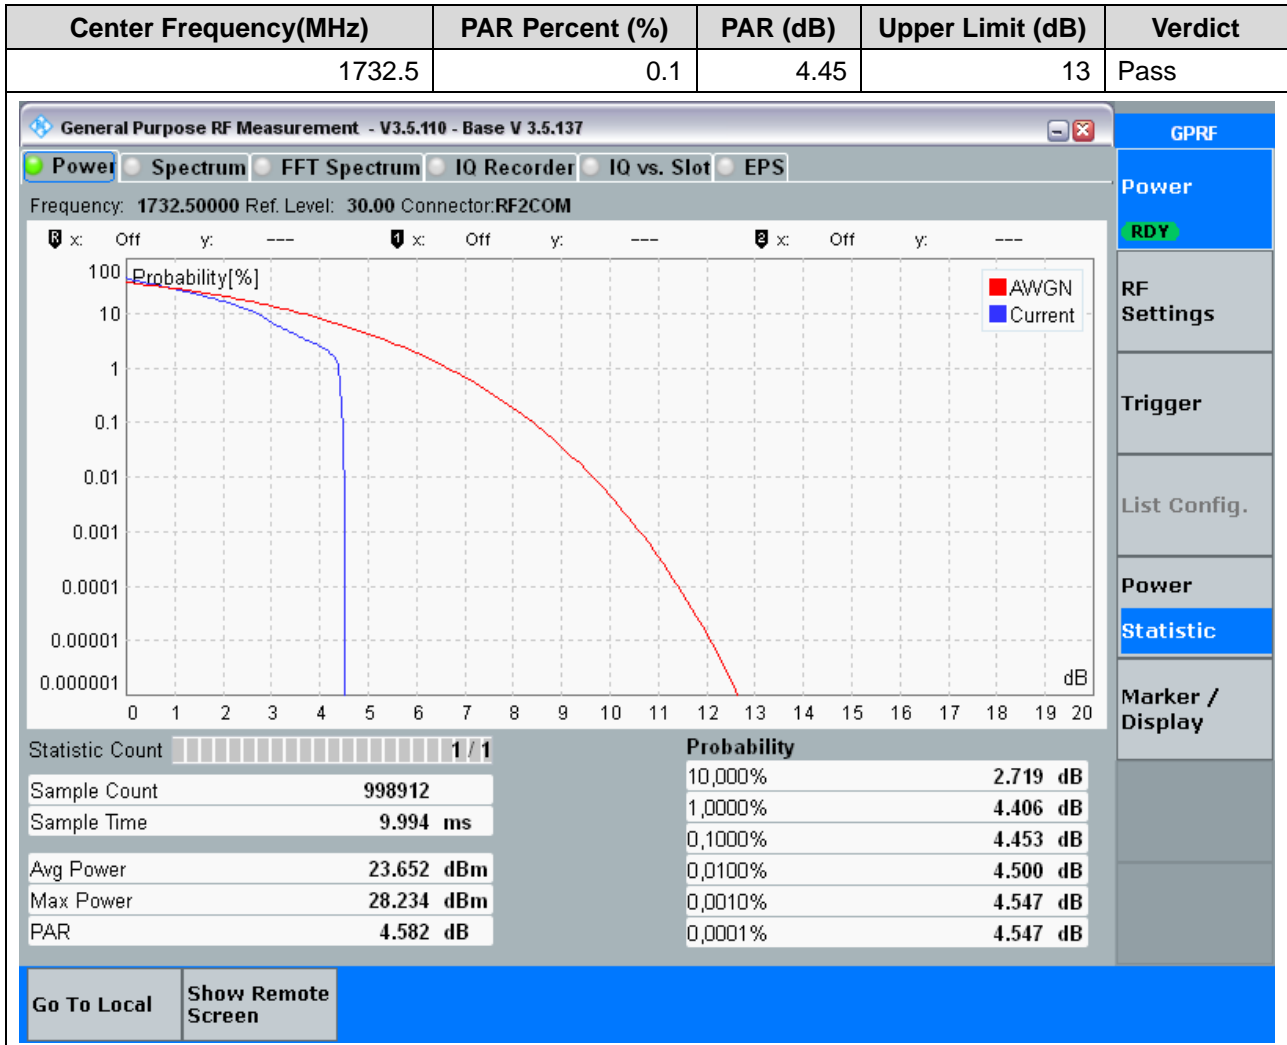 Center Frequency(MHz) PAR Percent (%) PAR (dB) Upper Limit (dB) Verdict
1732.5 0.1 4.45 13 Pass
General Purpose RF Measurement - V3.5.110 - Base V 3.5.137
GPRF
Power Spectrum FFT Spectrum IQ Recorder IQ vs. Slot EPS
Power
RDY
Frequency: 1732.50000 Ref. Level: 30.00 Connector:RF2COM
R x: Off y: --- 1 x: Off y: --- 2 x: Off y: ---
100 Probability[%]
AWGN
Current
10
1
0.1
0.01
0.001
0.0001
0.00001
0.000001
dB
0 1 2 3 4 5 6 7 8 9 10 11 12 13 14 15 16 17 18 19 20
RF
Settings
Trigger
List Config.
Power
Statistic
Marker /
Display
Statistic Count 1 / 1
Sample Count 998912
Sample Time 9.994 ms
Avg Power 23.652 dBm
Max Power 28.234 dBm
PAR 4.582 dB
Probability
10,000% 2.719 dB
1,0000% 4.406 dB
0,1000% 4.453 dB
0,0100% 4.500 dB
0,0010% 4.547 dB
0,0001% 4.547 dB
Go To Local
Show Remote
Screen